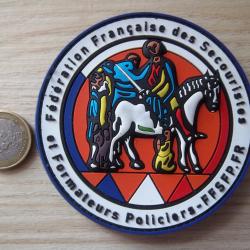 Fédération Française des Secouristes
et Formateurs Policiers-FFSFP.FR